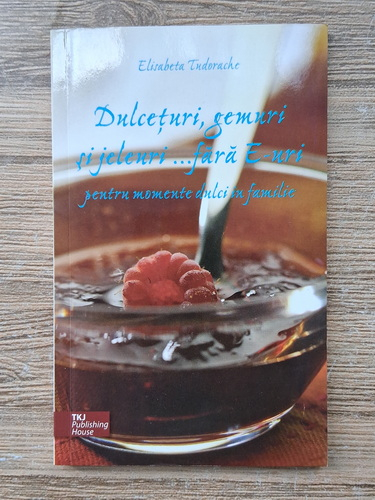 Elisabeta Tudorache
Dulcețuri, gemuri
și jeleuri ...fără E-uri
pentru momente dulci în familie
TKJ
Publishing
House